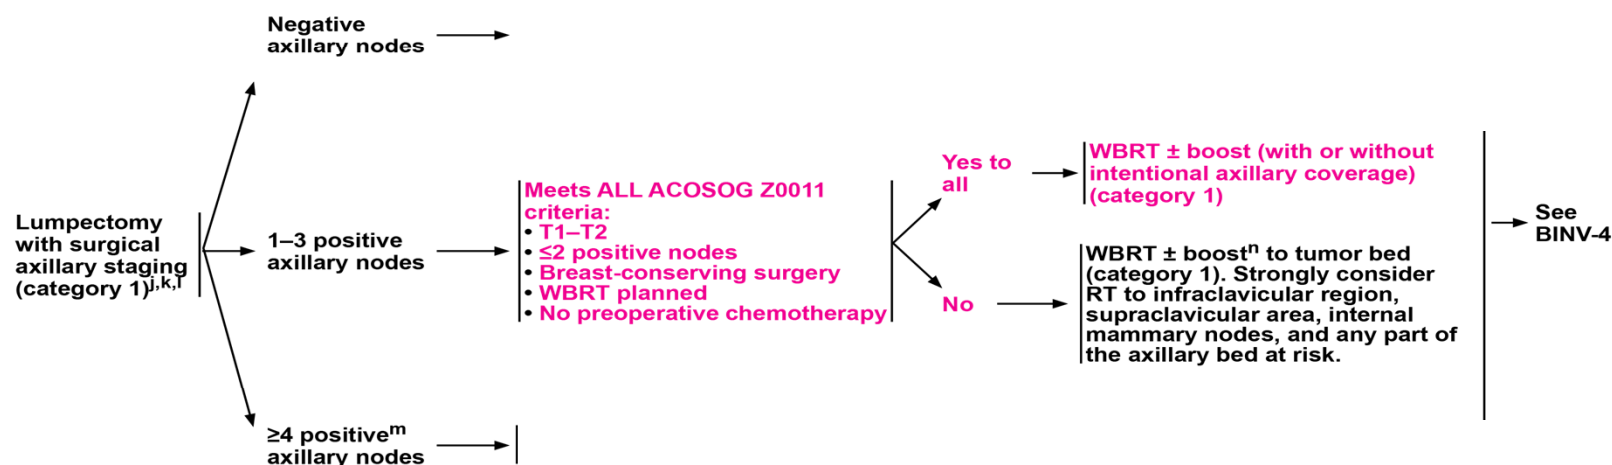 Negative
axillary nodes
Lumpectomy
with surgical
axillary staging
(category 1)j,k,l
1–3 positive
axillary nodes
Meets ALL ACOSOG Z0011
criteria:
• T1–T2
• ≤2 positive nodes
• Breast-conserving surgery
• WBRT planned
• No preoperative chemotherapy
Yes to
all
WBRT ± boost (with or without
intentional axillary coverage)
(category 1)
No
WBRT ± boostn to tumor bed
(category 1). Strongly consider
RT to infraclavicular region,
supraclavicular area, internal
mammary nodes, and any part of
the axillary bed at risk.
See
BINV-4
≥4 positivem
axillary nodes